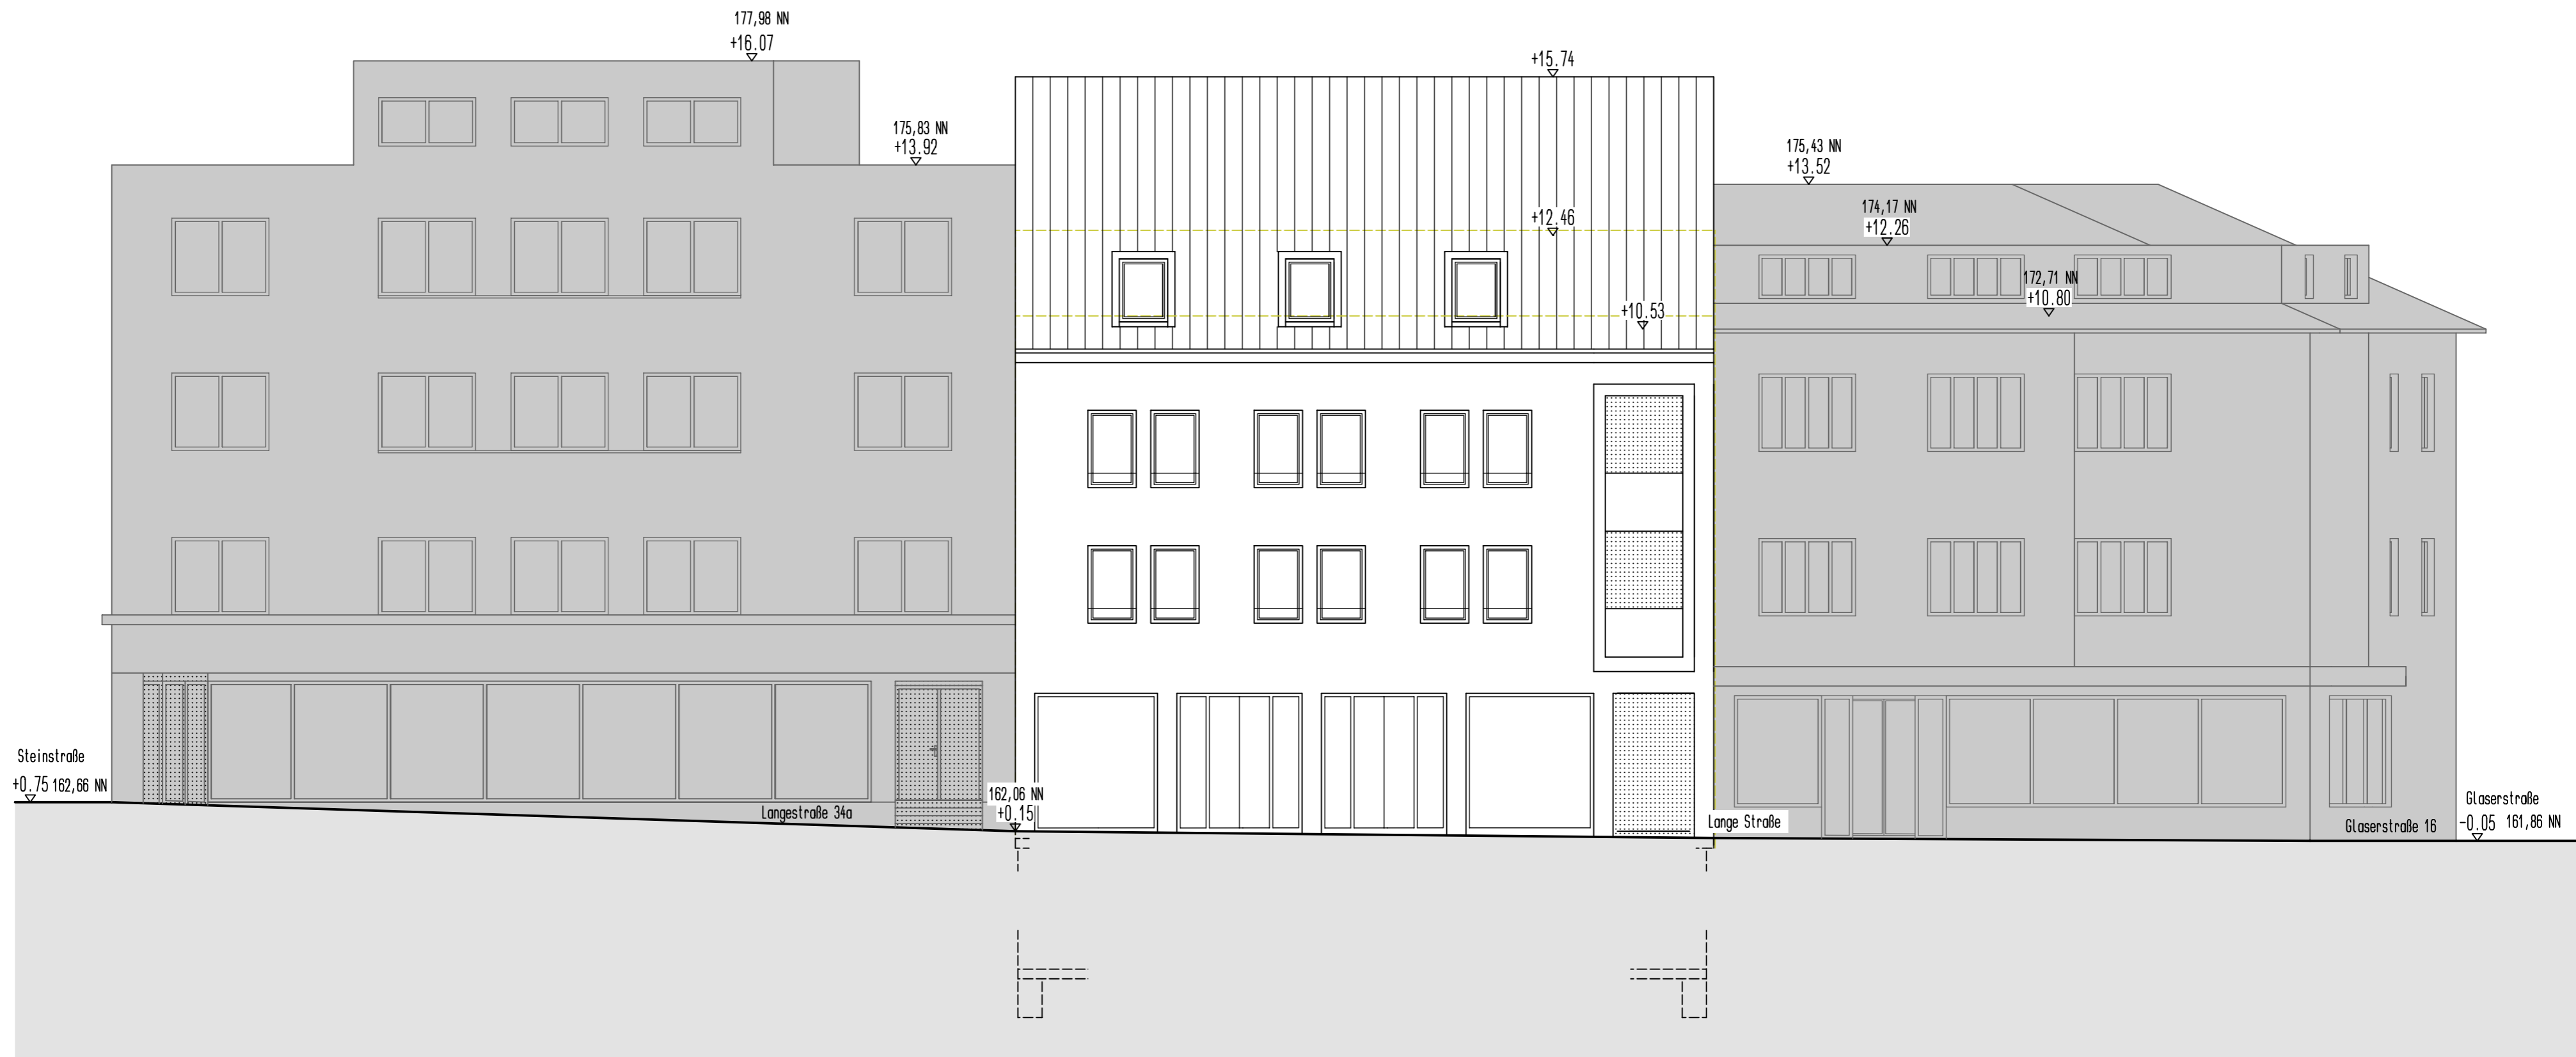 177,98 NN
+16.07
+15.74
175,83 NN
+13.92
175,43 NN
+13.52
174,17 NN
+12.26
+12.46
172,71 NN
+10.80
+10.53
Steinstraße
+0.75 162,66 NN
Langestraße 34a
162,06 NN
+0.15
Lange Straße
Glaserstraße 16
Glaserstraße
-0.05 161,86 NN